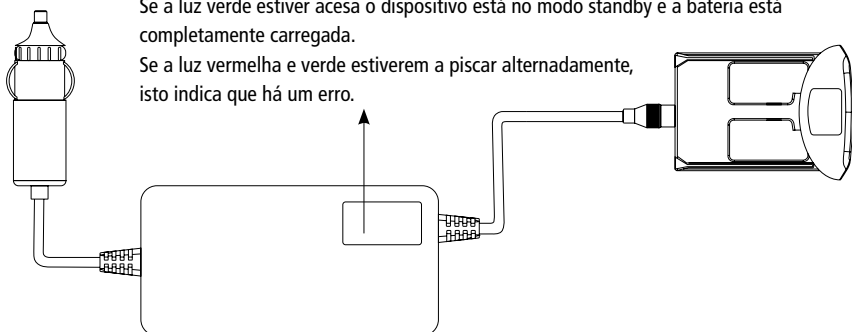 Se a luz verde estiver acesa o dispositivo está no modo standby e a bateria está
completamente carregada.
Se a luz vermelha e verde estiverem a piscar alternadamente,
isto indica que há um erro.